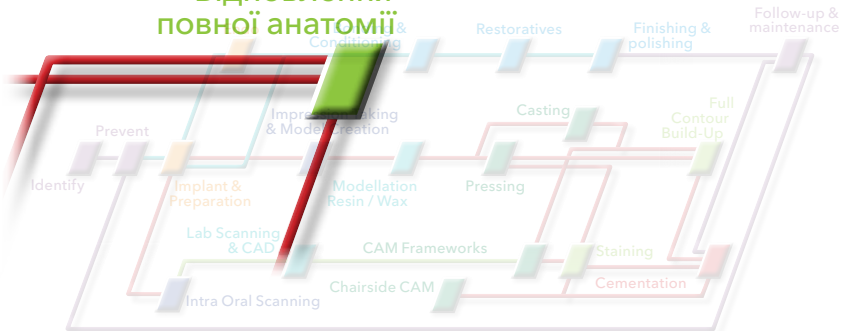 Відновлення
повної анатомії
Bonding &
Conditioning
Restoratives
Finishing &
polishing
Follow-up &
maintenance
Impression Taking
& Model Creation
Casting
Full
Contour
Build-Up
Prevent
Identify
Implant &
Preparation
Modellation
Resin / Wax
Pressing
Lab Scanning
& CAD
CAM Frameworks
Staining
Cementation
Chairside CAM
Intra Oral Scanning